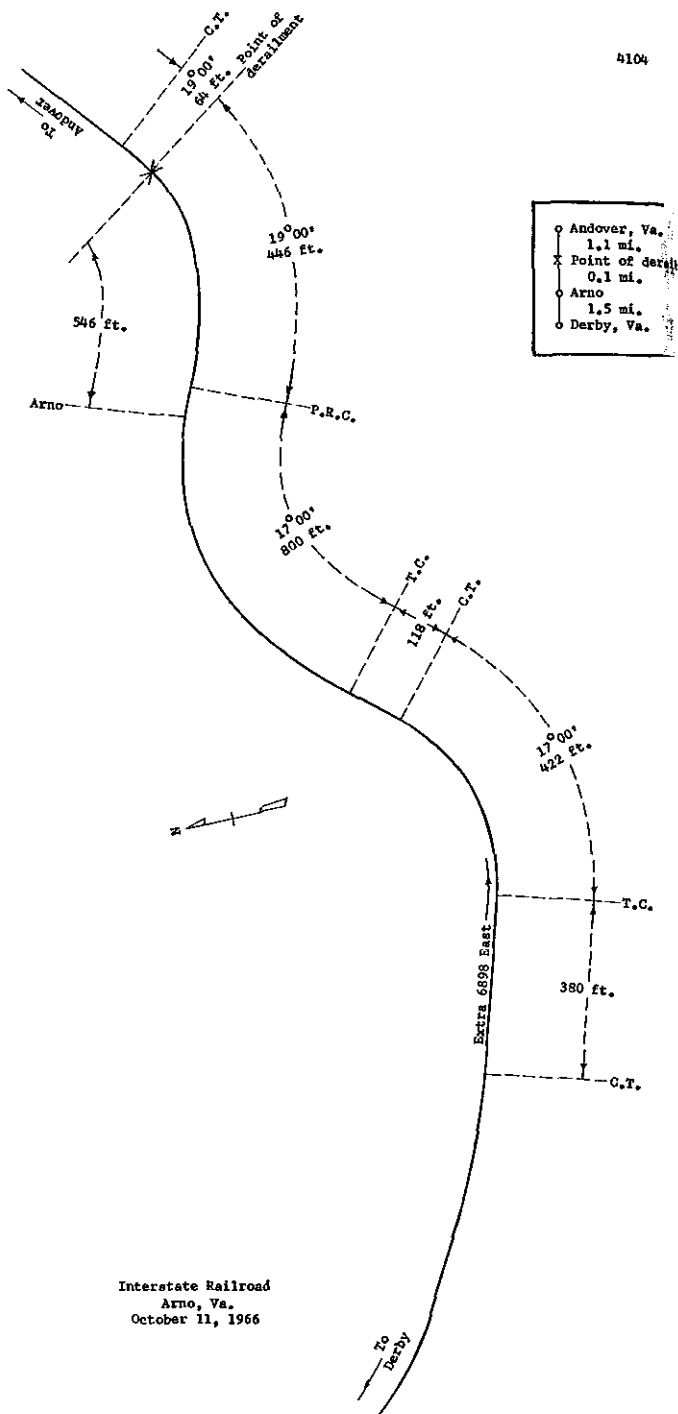 4104
C.T.
19°00'
64 ft.
Point of
derailment
To
Andover
19°00'
446 ft.
Andover, Va.
1.1 mi.
Point of
0.1 mi.
Arno
1.5 mi.
Derby, Va.
546 ft.
Arno
P.R.C.
17°00'
800 ft.
T.C.
118 ft.
C.T.
17°00'
422 ft.
N
T.C.
Extra 6898 East
380 ft.
C.T.
Interstate Railroad
Arno, Va.
October 11, 1966
To
Derby